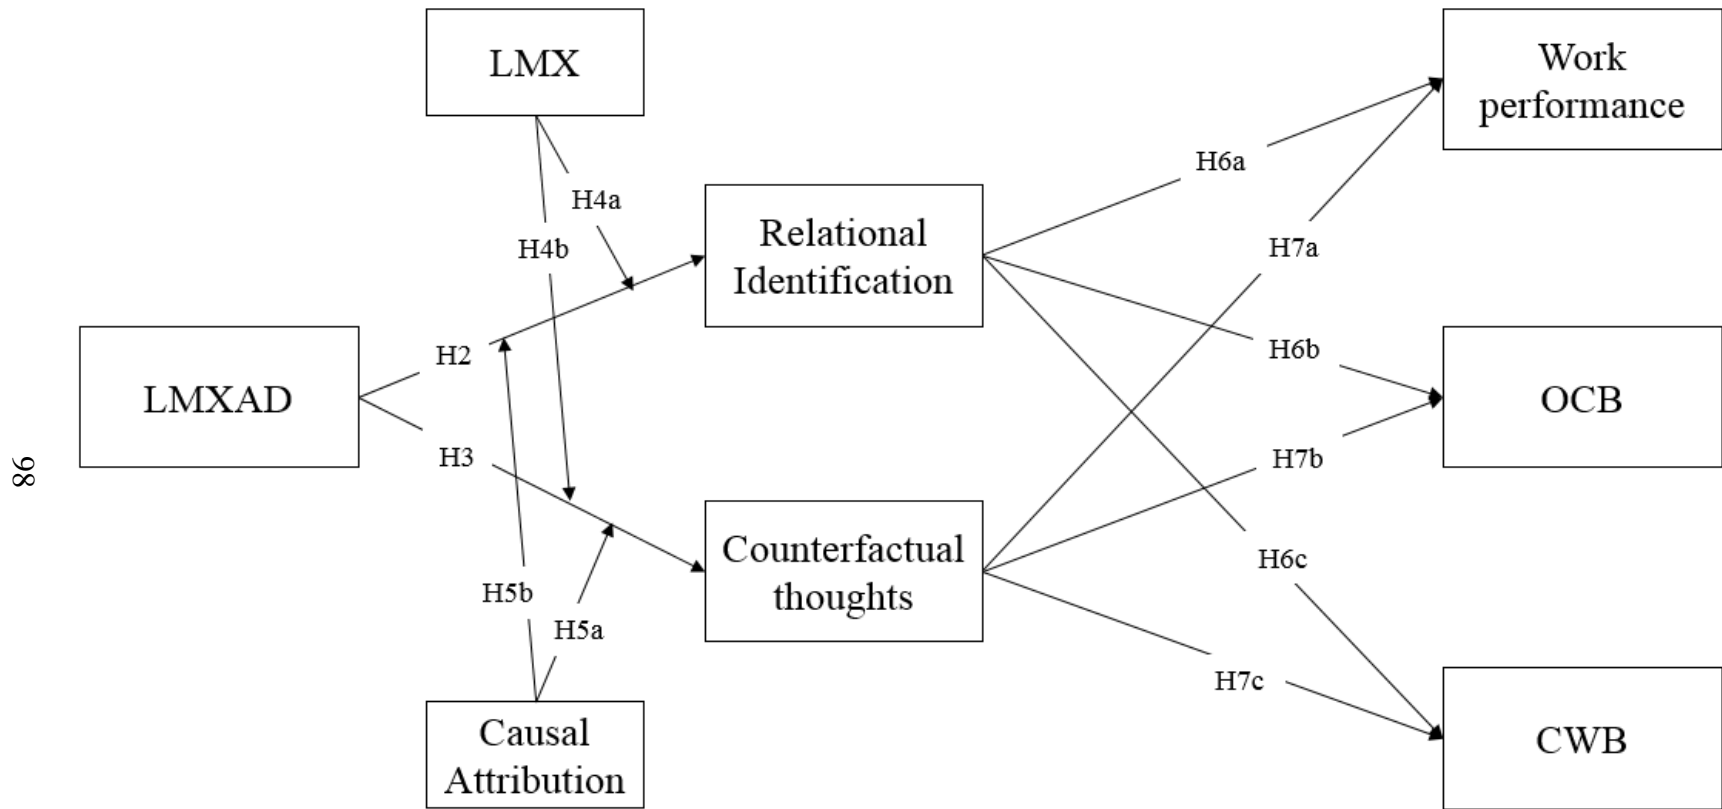 LMX
Work
performance
H6a
H4a
Relational
Identification
H4b
H7a
H2
H6b
LMXAD
OCB
H3
H7b
98
Counterfactual
thoughts
H6c
H5b
H5a
H7c
Causal
Attribution
CWB